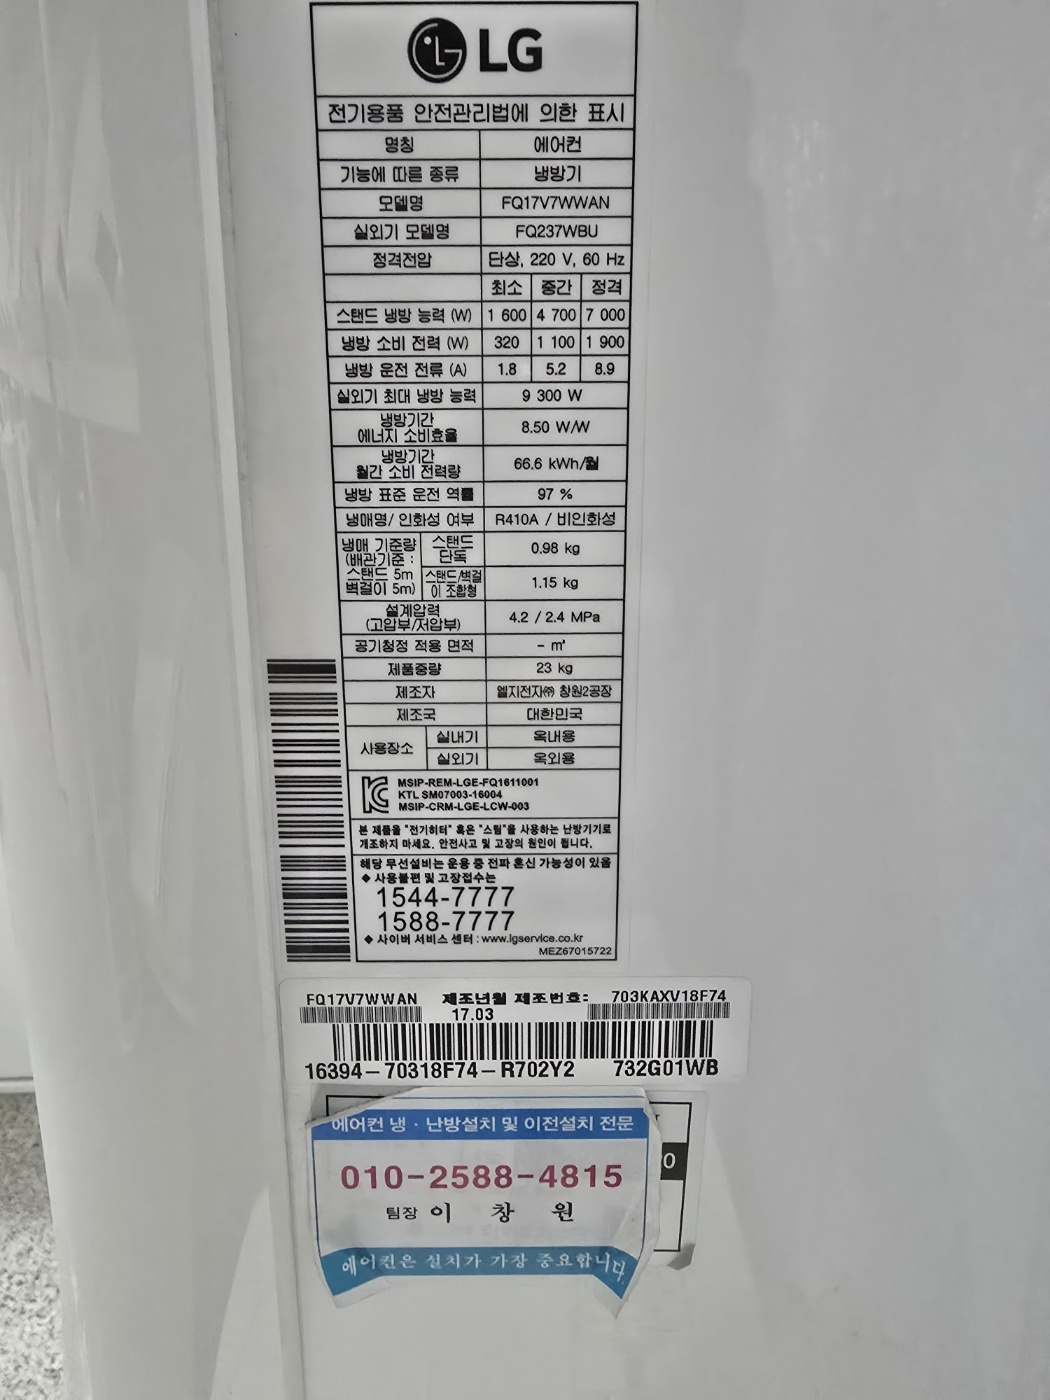 LG
전기용품 안전관리법에 의한 표시
명칭 에어컨
기능에 따른 종류 냉방기
모델명 FQ17V7WWAN
실외기 모델명 FQ237WBU
정격전압 단상, 220 V, 60 Hz
최소 중간 정격
스탠드 냉방 능력 (W) 1 600 4 700 7 000
냉방 소비 전력 (W) 320 1 100 1 900
냉방 운전 전류 (A) 1.8 5.2 8.9
실외기 최대 냉방 능력 9 300 W
냉방기간
에너지 소비효율 8.50 W/W
냉방기간
월간 소비 전력량 66.6 kWh/월
냉방 표준 운전 역률 97 %
냉매명/ 인화성 여부 R410A / 비인화성
냉매 기준량
(배관기준 :
스탠드 5m
벽걸이 5m)
스탠드
단독 0.98 kg
스탠드/벽걸
이 조합형 1.15 kg
설계압력
(고압부/저압부) 4.2 / 2.4 MPa
공기청정 적용 면적 - ㎡
제품중량 23 kg
제조자 엘지전자㈜ 창원2공장
제조국 대한민국
사용장소 실내기 옥내용
실외기 옥외용
MSIP-REM-LGE-FQ1611001
KTL SM07003-16004
MSIP-CRM-LGE-LCW-003
본 제품을 "전기히터" 혹은 "스팀"을 사용하는 난방기기로
개조하지 마세요. 안전사고 및 고장의 원인이 됩니다.
해당 무선설비는 운용 중 전파 혼신 가능성이 있음
◆ 사용불편 및 고장접수는
1544-7777
1588-7777
◆ 사이버 서비스 센터 : www.lgservice.co.kr
MEZ67015722
FQ17V7WWAN 제조년월 제조번호: 703KAXV18F74
17.03
16394-70318F74-R702Y2 732G01WB
에어컨 냉 · 난방설치 및 이전설치 전문
010-2588-4815
팀장 이 창 원
에어컨은 설치가 가장 중요합니다.